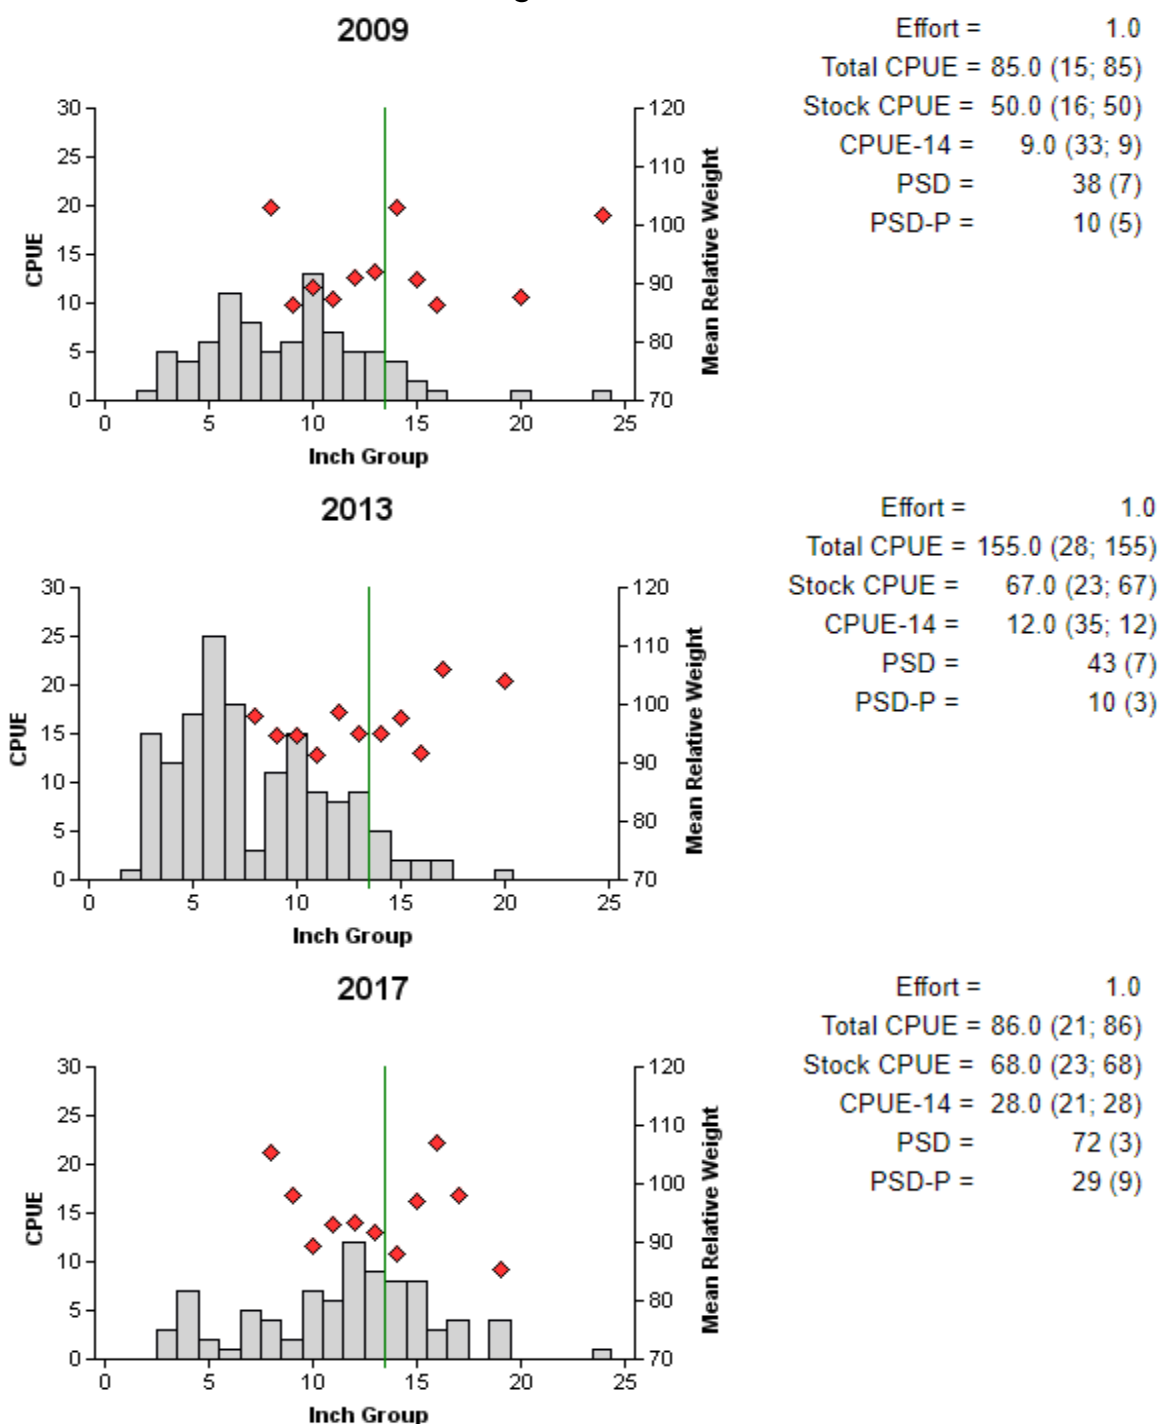 2009
Effort = 1.0
Total CPUE = 85.0 (15; 85)
Stock CPUE = 50.0 (16; 50)
CPUE-14 = 9.0 (33; 9)
PSD = 38 (7)
PSD-P = 10 (5)
30 25 20 15 10 5 0
CPUE
120 110 100 90 80 70
Mean Relative Weight
0 5 10 15 20 25
Inch Group
2013
Effort = 1.0
Total CPUE = 155.0 (28; 155)
Stock CPUE = 67.0 (23; 67)
CPUE-14 = 12.0 (35; 12)
PSD = 43 (7)
PSD-P = 10 (3)
30 25 20 15 10 5 0
CPUE
120 110 100 90 80 70
Mean Relative Weight
0 5 10 15 20 25
Inch Group
2017
Effort = 1.0
Total CPUE = 86.0 (21; 86)
Stock CPUE = 68.0 (23; 68)
CPUE-14 = 28.0 (21; 28)
PSD = 72 (3)
PSD-P = 29 (9)
30 25 20 15 10 5 0
CPUE
120 110 100 90 80 70
Mean Relative Weight
0 5 10 15 20 25
Inch Group